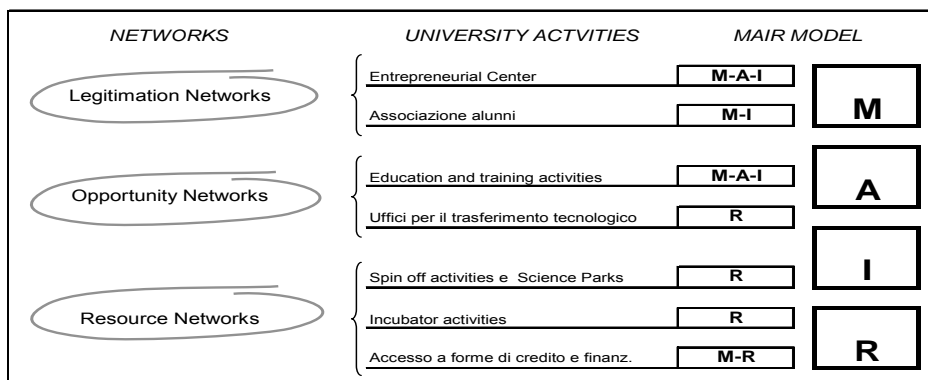 NETWORKS UNIVERSITY ACTVITIES MAIR MODEL
Legitimation Networks
Entrepreneurial Center M-A-I
Associazione alunni M-I
M
Opportunity Networks
Education and training activities M-A-I
Uffici per il trasferimento tecnologico R
A
I
Resource Networks
Spin off activities e Science Parks R
Incubator activities R
Accesso a forme di credito e finanz. M-R
R